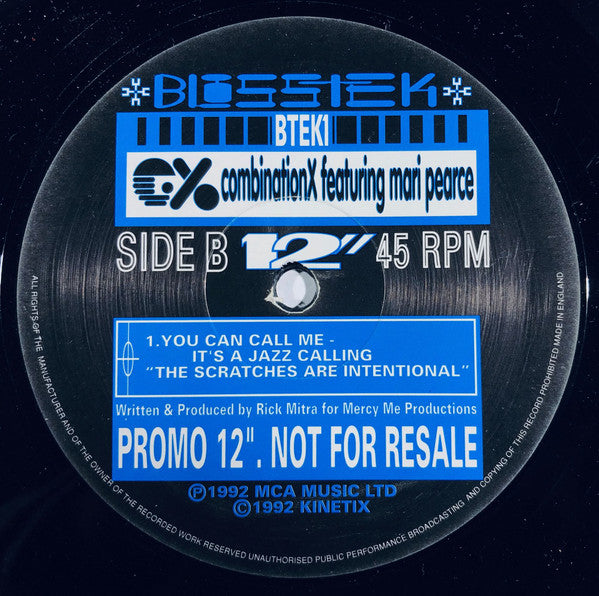 BLISSTEK
BTEK1
combinationX featuring mari pearce
SIDE B 12" 45 RPM
1.YOU CAN CALL ME -
IT'S A JAZZ CALLING
"THE SCRATCHES ARE INTENTIONAL"
Written & Produced by Rick Mitra for Mercy Me Productions
PROMO 12". NOT FOR RESALE
Ⓟ1992 MCA MUSIC LTD
©1992 KINETIX
ALL RIGHTS OF THE MANUFACTURER AND OF THE OWNER OF THE RECORDED WORK RESERVED UNAUTHORISED PUBLIC PERFORMANCE BROADCASTING AND COPYING OF THIS RECORD PROHIBITED MADE IN ENGLAND